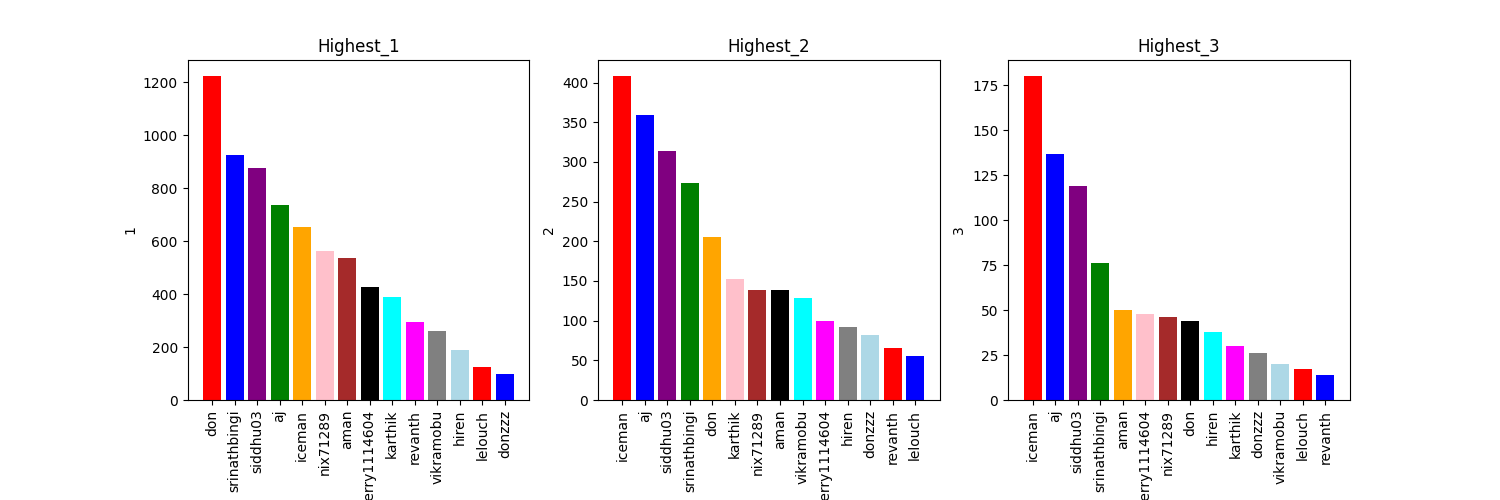 Highest_1
1
1200
1000
800
600
400
200
0
don
srinathbingi
siddhu03
aj
iceman
nix71289
aman
erry1114604
karthik
revanth
vikramobu
hiren
lelouch
donzzz
Highest_2
2
400
350
300
250
200
150
100
50
0
iceman
aj
siddhu03
srinathbingi
don
karthik
nix71289
aman
vikramobu
erry1114604
hiren
donzzz
revanth
lelouch
Highest_3
3
175
150
125
100
75
50
25
0
iceman
aj
siddhu03
srinathbingi
aman
erry1114604
nix71289
don
hiren
karthik
donzzz
vikramobu
lelouch
revanth